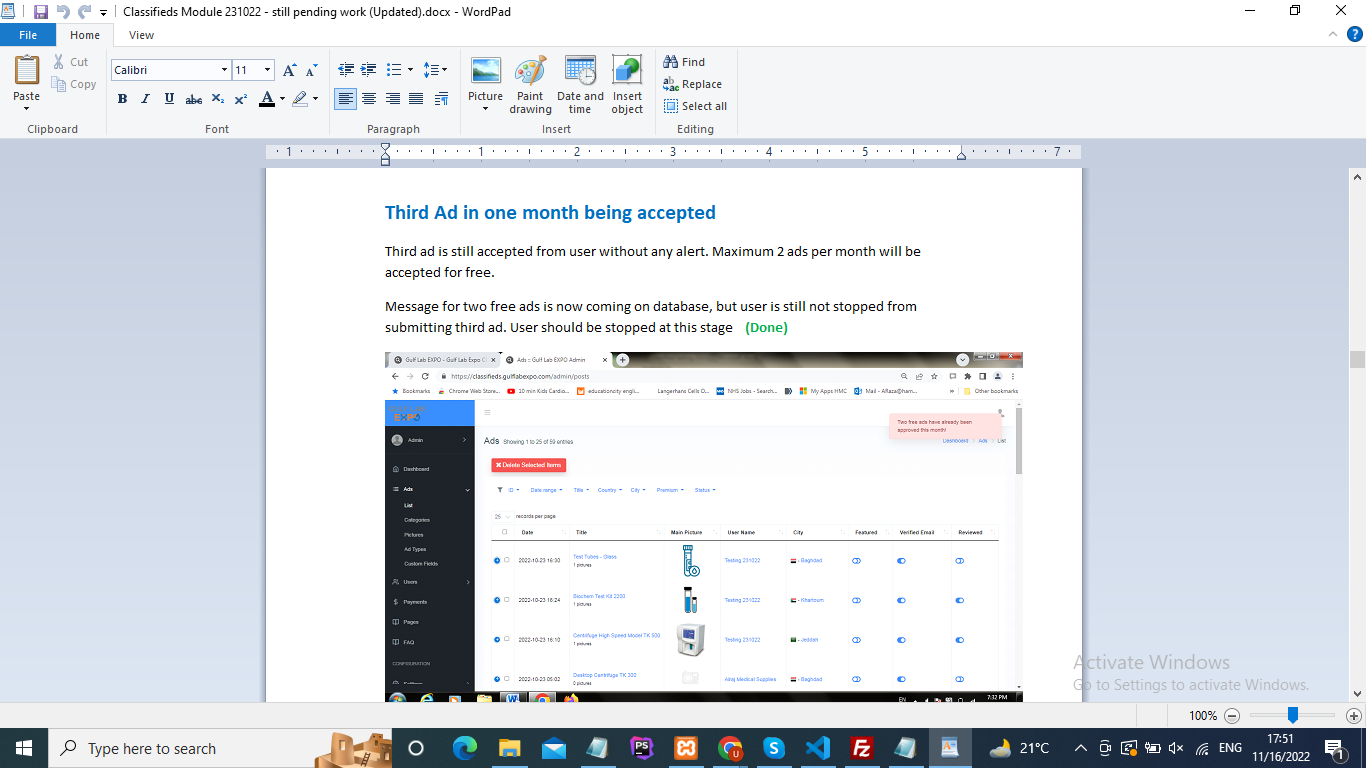 Classifieds Module 231022 - still pending work (Updated).docx - WordPad
File
Home
View
Paste
Cut
Copy
Clipboard
Calibri
11
Font
Paragraph
Picture
Paint drawing
Date and time
Insert object
Insert
Find
Replace
Select all
Editing
1 1 2 3 4 5 7
Third Ad in one month being accepted
Third ad is still accepted from user without any alert. Maximum 2 ads per month will be
accepted for free.
Message for two free ads is now coming on database, but user is still not stopped from
submitting third ad. User should be stopped at this stage (Done)
Gulf Lab EXPO - Gulf Lab Expo C
Ads :: Gulf Lab EXPO Admin
https://classifieds.gulflabexpo.com/admin/posts
Bookmarks
Chrome Web Store...
10 min Kids Cardio...
educationcity engli...
Langerhans Cells D...
NHS Jobs - Search...
My Apps HMC
Mail - ARaza@ham...
Other bookmarks
EXPO
Admin
Two free ads have already been
approved this month!
Ads Showing 1 to 25 of 59 entries
Dashboard
Ads
List
Delete Selected Items
Dashboard
Ads
List
Categories
Pictures
Ad Types
Custom Fields
Users
Payments
Pages
FAQ
CONFIGURATION
Settings
ID
Date range
Title
Country
City
Premium
Status
25 records per page
Date Title Main Picture User Name City Featured Verified Email Reviewed
2022-10-23 16:30 Test Tubes - Glass Testing 231022 - Baghdad
1 pictures
2022-10-23 16:24 Biochem Test Kit 2200 Testing 231022 - Khartoum
1 pictures
2022-10-23 16:10 Centrifuge High Speed Model TK 500 Testing 231022 - Jeddah
1 pictures
2022-10-23 05:02 Desktop Centrifuge TK 300 Alraj Medical Supplies - Baghdad
0 pictures
EN
7:32 PM
Activate Windows
Go to Settings to activate Windows.
100%
Type here to search
21°C
ENG
17:51
11/16/2022
1